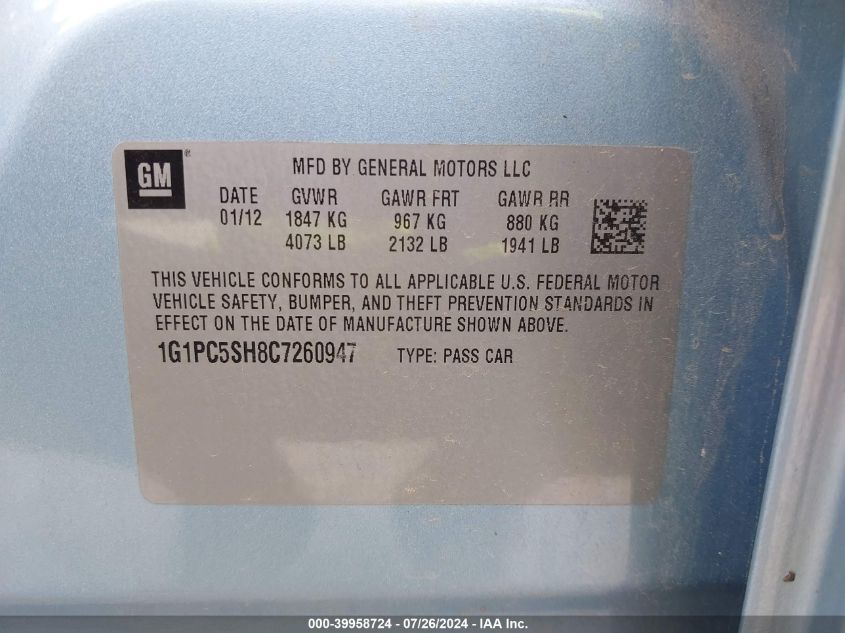 GM®
MFD BY GENERAL MOTORS LLC
DATE GVWR GAWR FRT GAWR RR
01/12 1847 KG 967 KG 880 KG
4073 LB 2132 LB 1941 LB
THIS VEHICLE CONFORMS TO ALL APPLICABLE U.S. FEDERAL MOTOR
VEHICLE SAFETY, BUMPER, AND THEFT PREVENTION STANDARDS IN
EFFECT ON THE DATE OF MANUFACTURE SHOWN ABOVE.
1G1PC5SH8C7260947 TYPE: PASS CAR
000-39958724 / 07/26/2024 - IAA Inc.